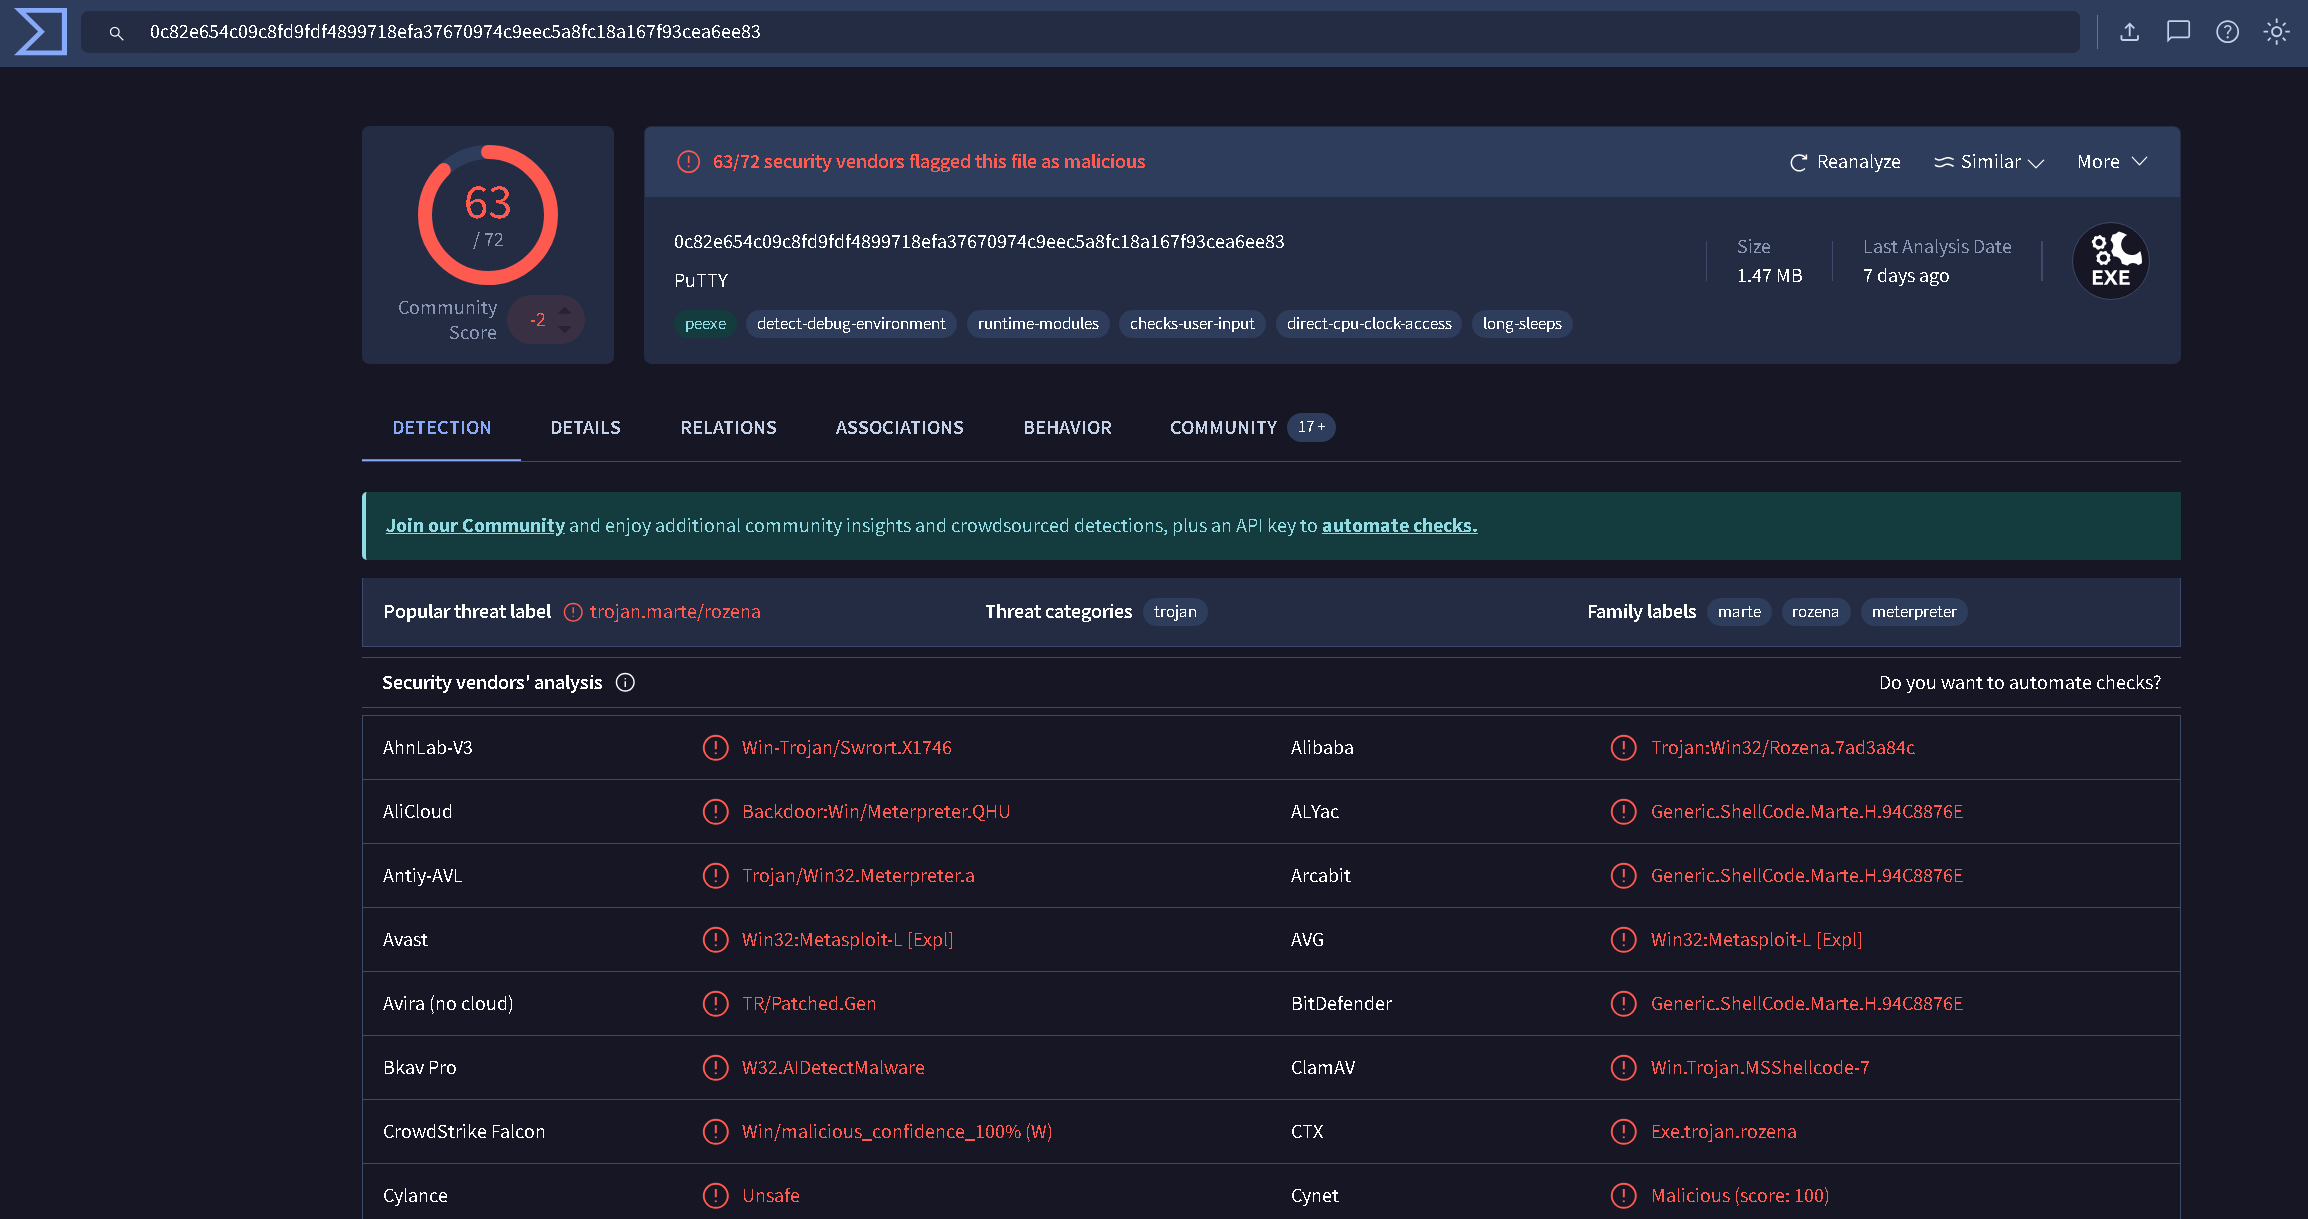 0c82e654c09c8fd9fdf4899718efa37670974c9eec5a8fc18a167f93cea6ee83
63
/ 72
Community
Score
-2
63/72 security vendors flagged this file as malicious
Reanalyze
Similar
More
0c82e654c09c8fd9fdf4899718efa37670974c9eec5a8fc18a167f93cea6ee83
PuTTY
peexe
detect-debug-environment
runtime-modules
checks-user-input
direct-cpu-clock-access
long-sleeps
Size
1.47 MB
Last Analysis Date
7 days ago
EXE
DETECTION
DETAILS
RELATIONS
ASSOCIATIONS
BEHAVIOR
COMMUNITY
17 +
Join our Community and enjoy additional community insights and crowdsourced detections, plus an API key to automate checks.
Popular threat label
trojan.marte/rozena
Threat categories
trojan
Family labels
marte
rozena
meterpreter
Security vendors' analysis
Do you want to automate checks?
AhnLab-V3
Win-Trojan/Swrort.X1746
Alibaba
Trojan:Win32/Rozena.7ad3a84c
AliCloud
Backdoor:Win/Meterpreter.QHU
ALYac
Generic.ShellCode.Marte.H.94C8876E
Antiy-AVL
Trojan/Win32.Meterpreter.a
Arcabit
Generic.ShellCode.Marte.H.94C8876E
Avast
Win32:Metasploit-L [Expl]
AVG
Win32:Metasploit-L [Expl]
Avira (no cloud)
TR/Patched.Gen
BitDefender
Generic.ShellCode.Marte.H.94C8876E
Bkav Pro
W32.AIDetectMalware
ClamAV
Win.Trojan.MSShellcode-7
CrowdStrike Falcon
Win/malicious_confidence_100% (W)
CTX
Exe.trojan.rozena
Cylance
Unsafe
Cynet
Malicious (score: 100)